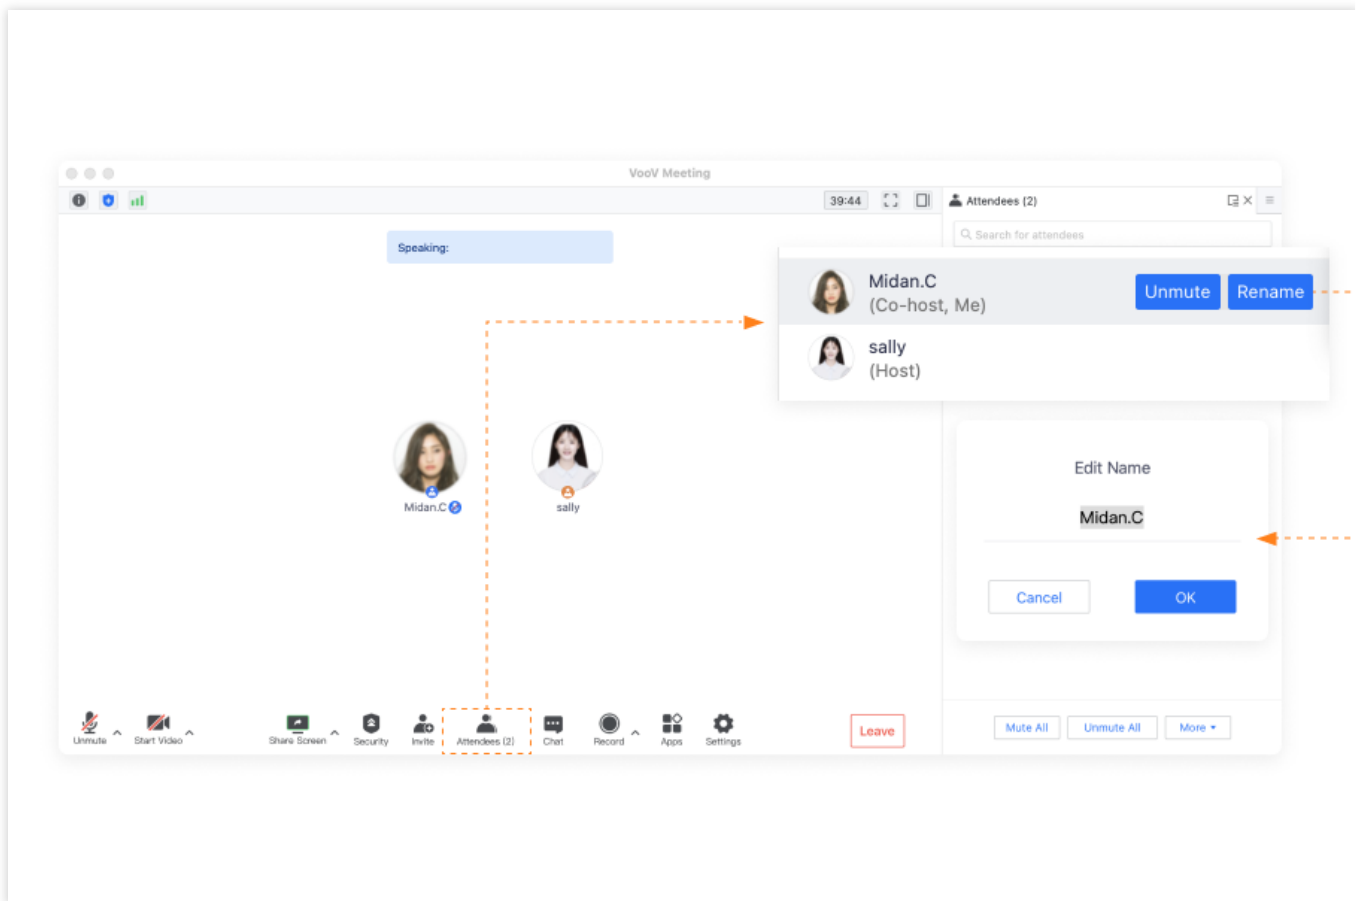 VooV Meeting
39:44
Attendees (2)
Search for attendees
Speaking:
Midan.C
(Co-host, Me)
Unmute
Rename
sally
(Host)
Midan.C
sally
Edit Name
Midan.C
Cancel
OK
Unmute
Start Video
Share Screen
Security
Invite
Attendees (2)
Chat
Record
Apps
Settings
Leave
Mute All
Unmute All
More